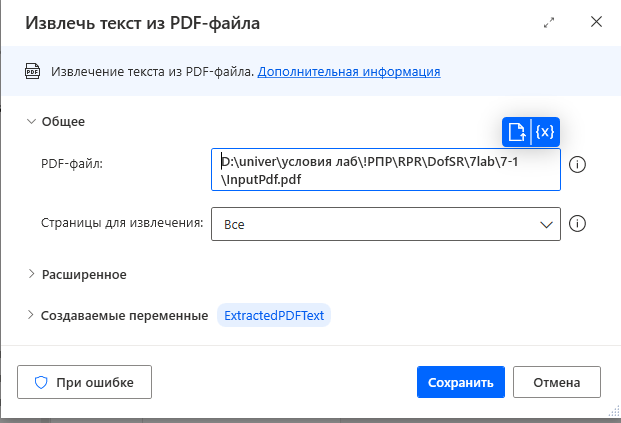 Извлечь текст из PDF-файла
PDF
Извлечение текста из PDF-файла. Дополнительная информация
Общее
{x}
PDF-файл:
D:\univer\условия лаб\!РПР\RPR\DofSR\7lab\7-1
\InputPdf.pdf
Страницы для извлечения:
Все
Расширенное
Создаваемые переменные
ExtractedPDFText
При ошибке
Сохранить
Отмена